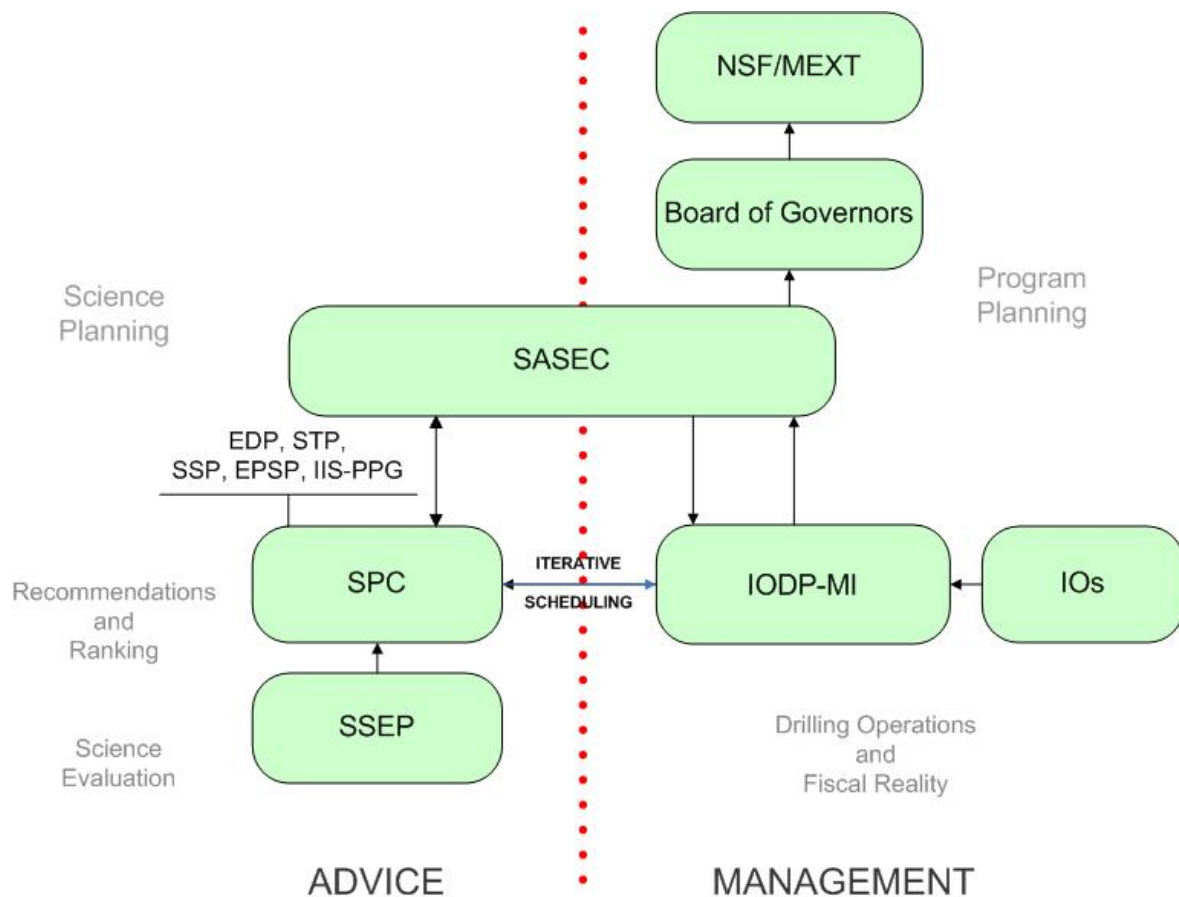 NSF/MEXT
Board of Governors
Science
Planning
Program
Planning
SASEC
EDP, STP,
SSP, EPSP, IIS-PPG
SPC
ITERATIVE
SCHEDULING
IODP-MI
IOs
Recommendations
and
Ranking
SSEP
Science
Evaluation
Drilling Operations
and
Fiscal Reality
ADVICE
MANAGEMENT